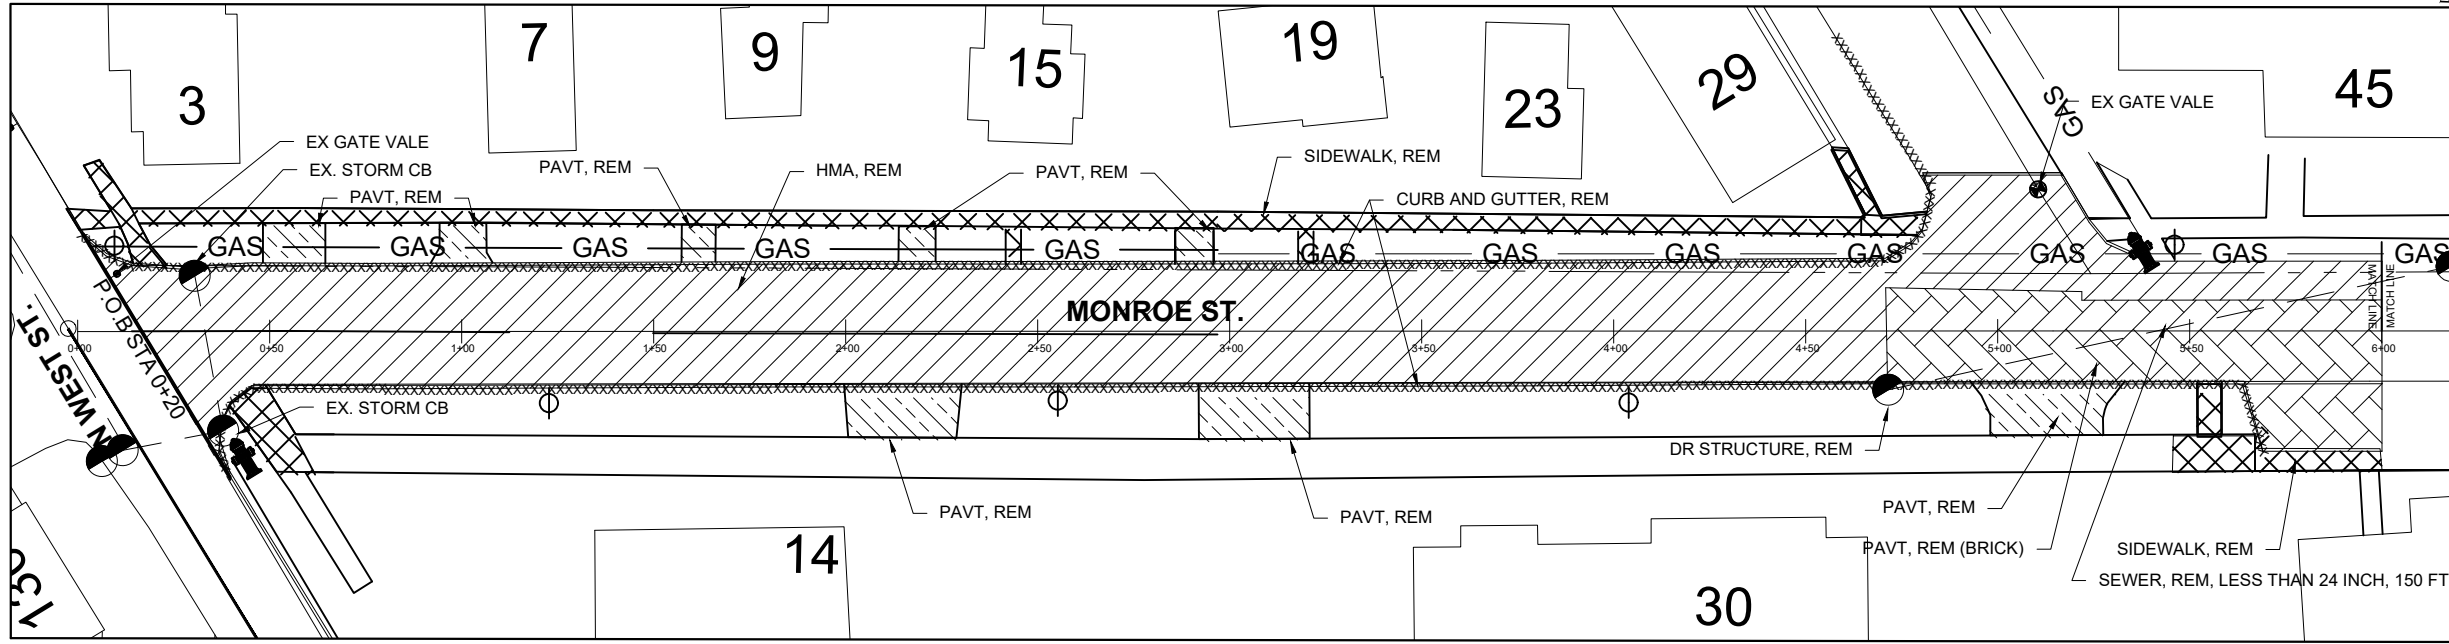 3
7
9
15
19
23
29
45
EX GATE VALE
EX. STORM CB
PAVT, REM
PAVT, REM
HMA, REM
PAVT, REM
SIDEWALK, REM
CURB AND GUTTER, REM
GAS
EX GATE VALE
GAS
GAS
GAS
GAS
GAS
GAS
GAS
GAS
GAS
GAS
GAS
GAS
MONROE ST.
N WEST ST.
P.O.B STA 0+20
MATCH LINE
MATCH LINE
0+00
0+50
1+00
1+50
2+00
2+50
3+00
3+50
4+00
4+50
5+00
5+50
6+00
EX. STORM CB
DR STRUCTURE, REM
PAVT, REM
PAVT, REM
PAVT, REM
PAVT, REM (BRICK)
SIDEWALK, REM
SEWER, REM, LESS THAN 24 INCH, 150 FT
14
30
130